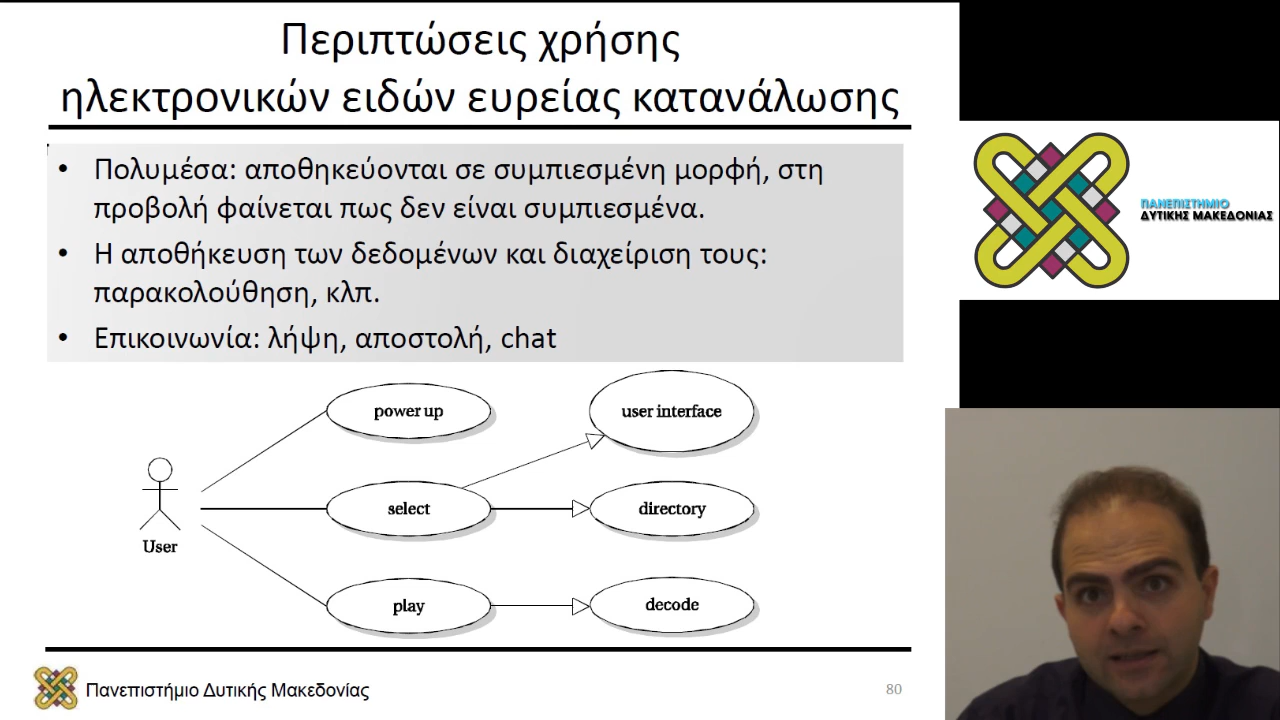 Περιπτώσεις χρήσης
ηλεκτρονικών ειδών ευρείας κατανάλωσης
• Πολυμέσα: αποθηκεύονται σε συμπιεσμένη μορφή, στη
προβολή φαίνεται πως δεν είναι συμπιεσμένα.
• Η αποθήκευση των δεδομένων και διαχείριση τους:
παρακολούθηση, κλπ.
• Επικοινωνία: λήψη, αποστολή, chat
power up
user interface
select
directory
User
play
decode
Πανεπιστήμιο Δυτικής Μακεδονίας
80
ΠΑΝΕΠΙΣΤΗΜΙΟ
ΔΥΤΙΚΗΣ ΜΑΚΕΔΟΝΙΑΣ